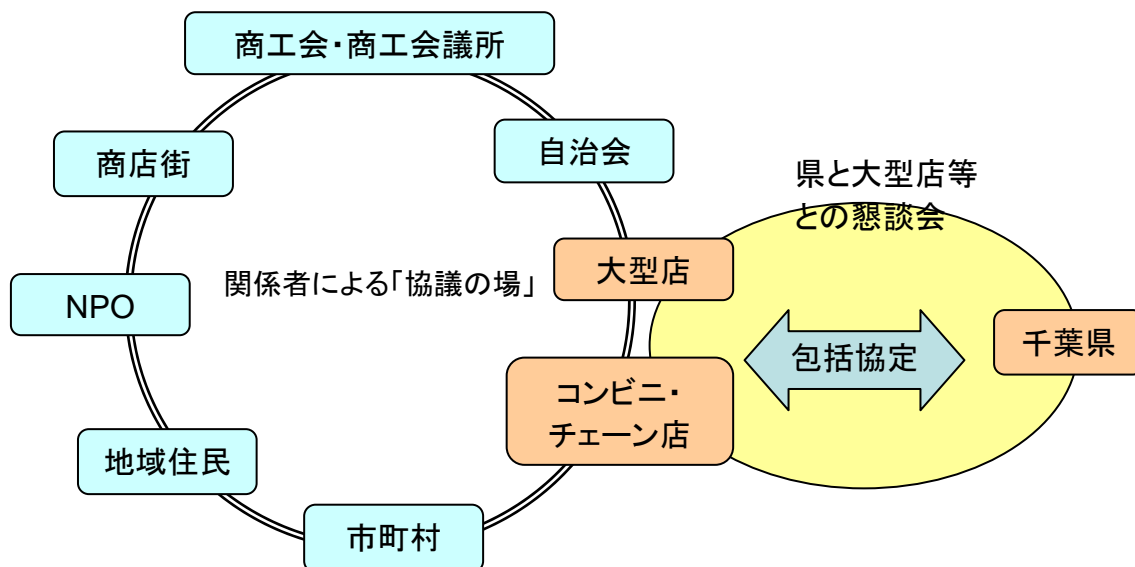 商工会・商工会議所
商店街
自治会
県と大型店等
との懇談会
関係者による「協議の場」
大型店
NPO
包括協定
千葉県
コンビニ・
チェーン店
地域住民
市町村